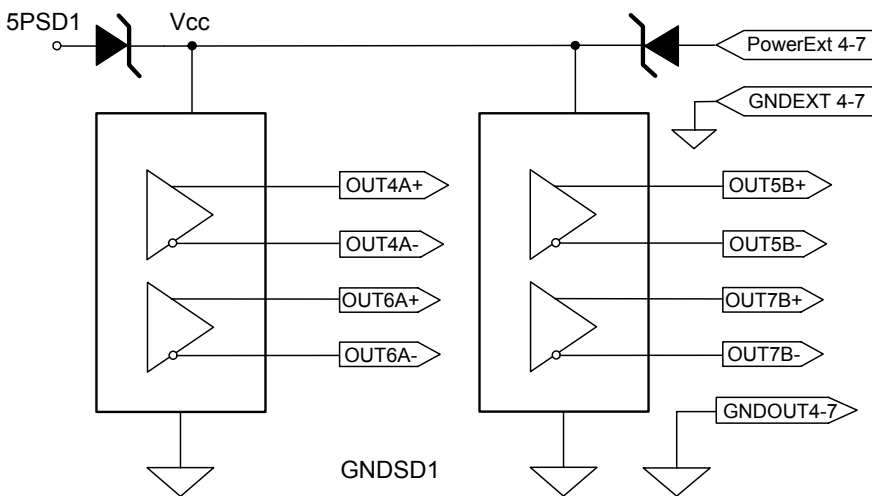 5PSD1
Vcc
PowerExt 4-7
GNDEXT 4-7
OUT4A+
OUT5B+
OUT4A-
OUT5B-
OUT6A+
OUT7B+
OUT6A-
OUT7B-
GNDOUT4-7
GNDSD1